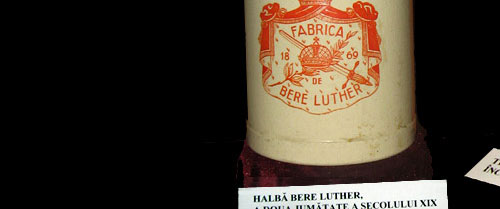 FABRICA
18 69
DE
BERE LUTHER
HALBĂ BERE LUTHER,
A DOUA JUMĂTATE A SECOLULUI XIX